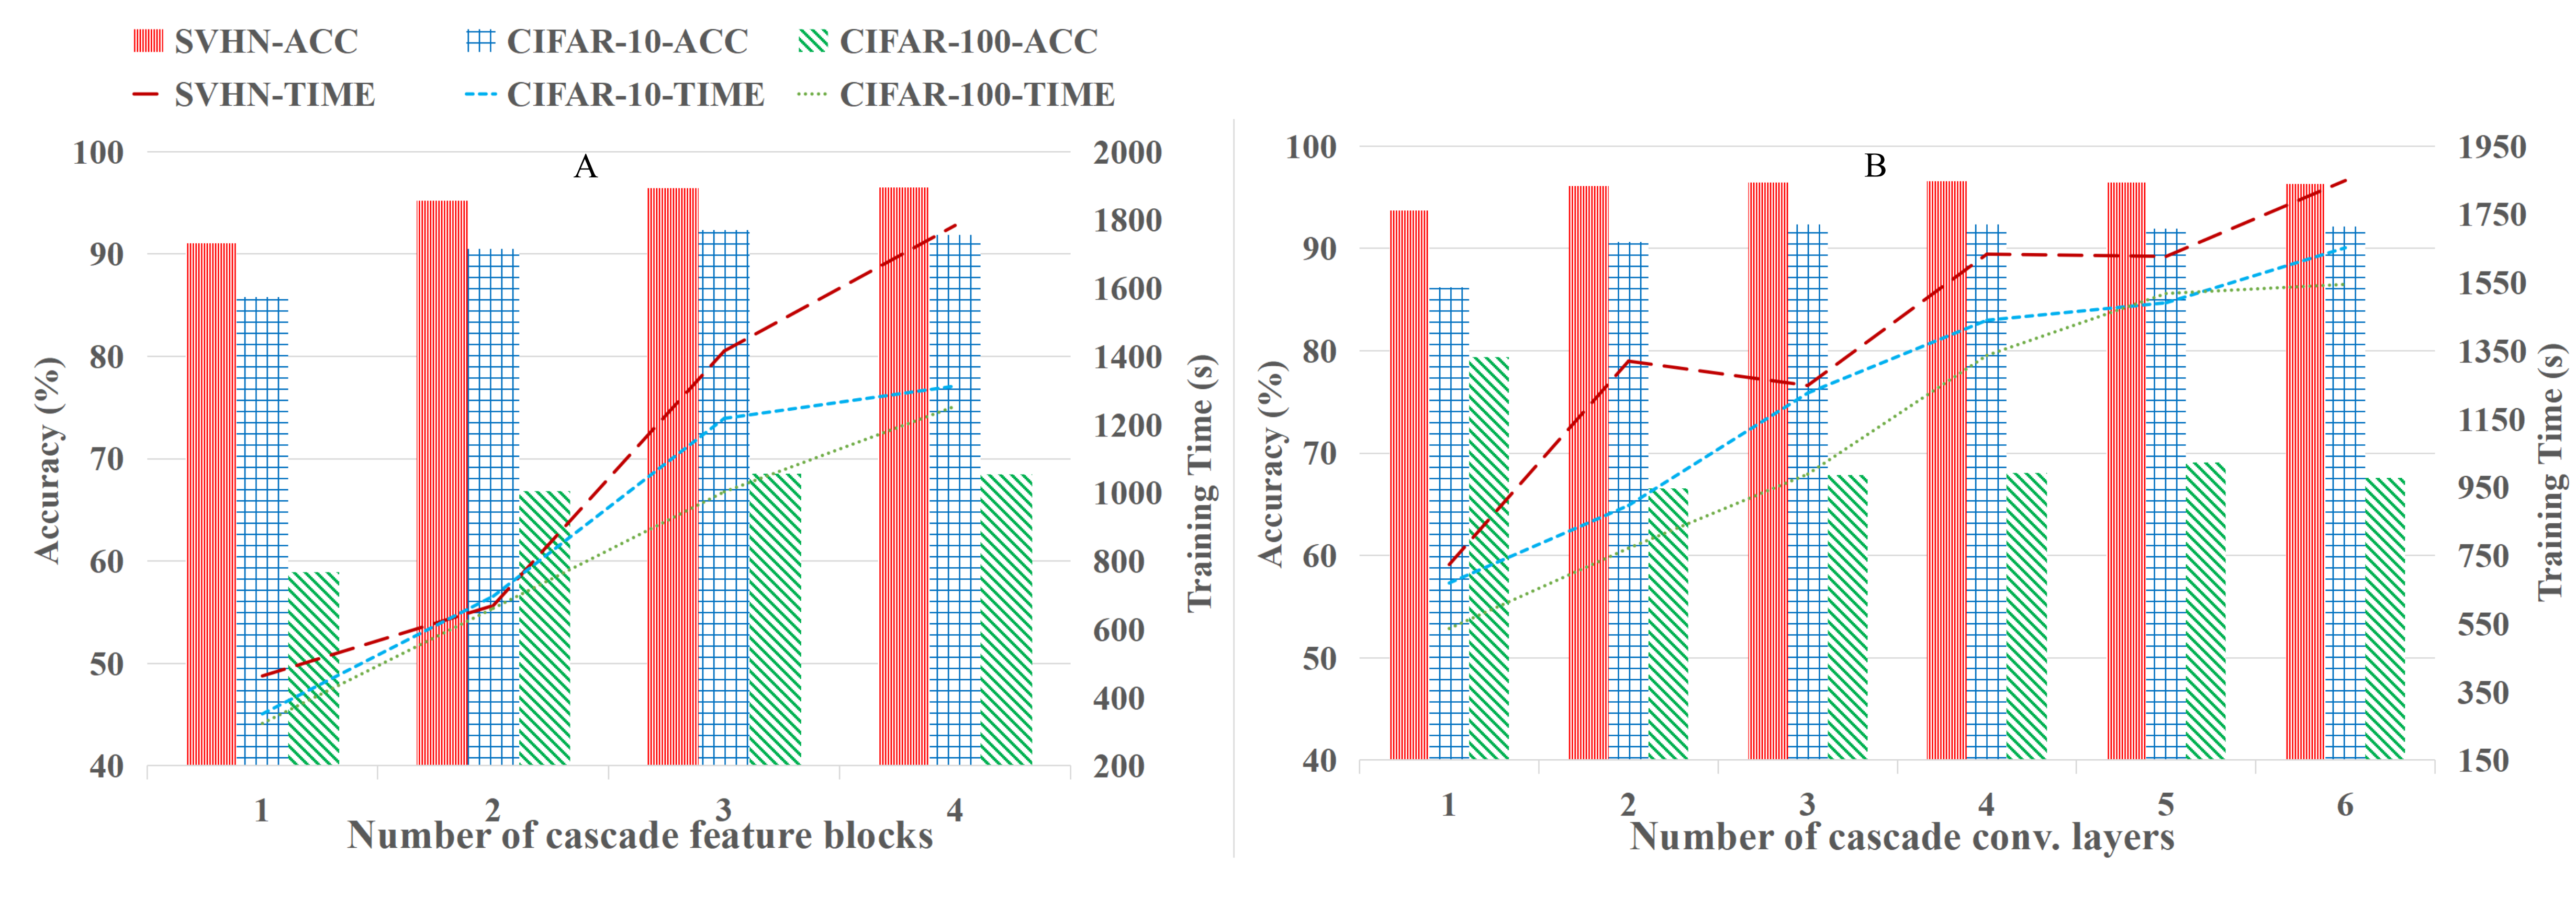 SVHN-ACC CIFAR-10-ACC CIFAR-100-ACC
SVHN-TIME CIFAR-10-TIME CIFAR-100-TIME
A
100
90
80
70
60
50
40
Accuracy (%)
2000
1800
1600
1400
1200
1000
800
600
400
200
Training Time (s)
1 2 3 4
Number of cascade feature blocks
B
100
90
80
70
60
50
40
Accuracy (%)
1950
1750
1550
1350
1150
950
750
550
350
150
Training Time (s)
1 2 3 4 5 6
Number of cascade conv. layers